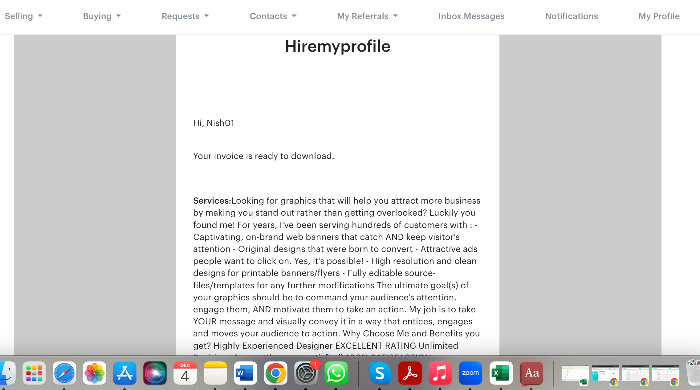 Selling Buying Requests Contacts My Referrals Inbox Messages Notifications My Profile
Hiremyprofile
Hi, Nish01
Your invoice is ready to download.
Services:Looking for graphics that will help you attract more business
by making you stand out rather than getting overlooked? Luckily you
found me! For years, I've been serving hundreds of customers with : -
Captivating, on-brand web banners that catch AND keep visitor's
attention - Original designs that were born to convert - Attractive ads
people want to click on. Yes, it's possible! - High resolution and clean
designs for printable banners/flyers - Fully editable source-
files/templates for any further modifications The ultimate goal(s) of
your graphics should be to command your audience's attention,
engage them, AND motivate them to take an action. My job is to take
YOUR message and visually convey it in a way that entices, engages
and moves your audience to action. Why Choose Me and Benefits you
get? Highly Experienced Designer EXCELLENT RATING Unlimited
DEC
4
W
1
S
zoom
X
Aa